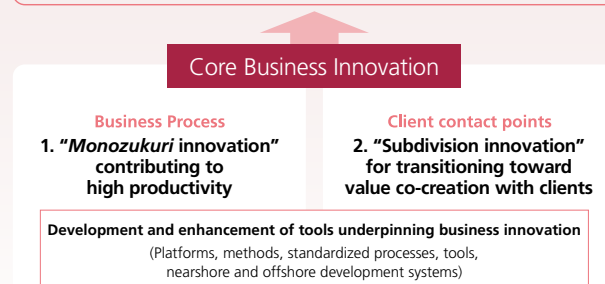 Core Business Innovation
Business Process
1. "Monozukuri innovation"
contributing to
high productivity
Client contact points
2. "Subdivision innovation"
for transitioning toward
value co-creation with clients
Development and enhancement of tools underpinning business innovation
(Platforms, methods, standardized processes, tools,
nearshore and offshore development systems)